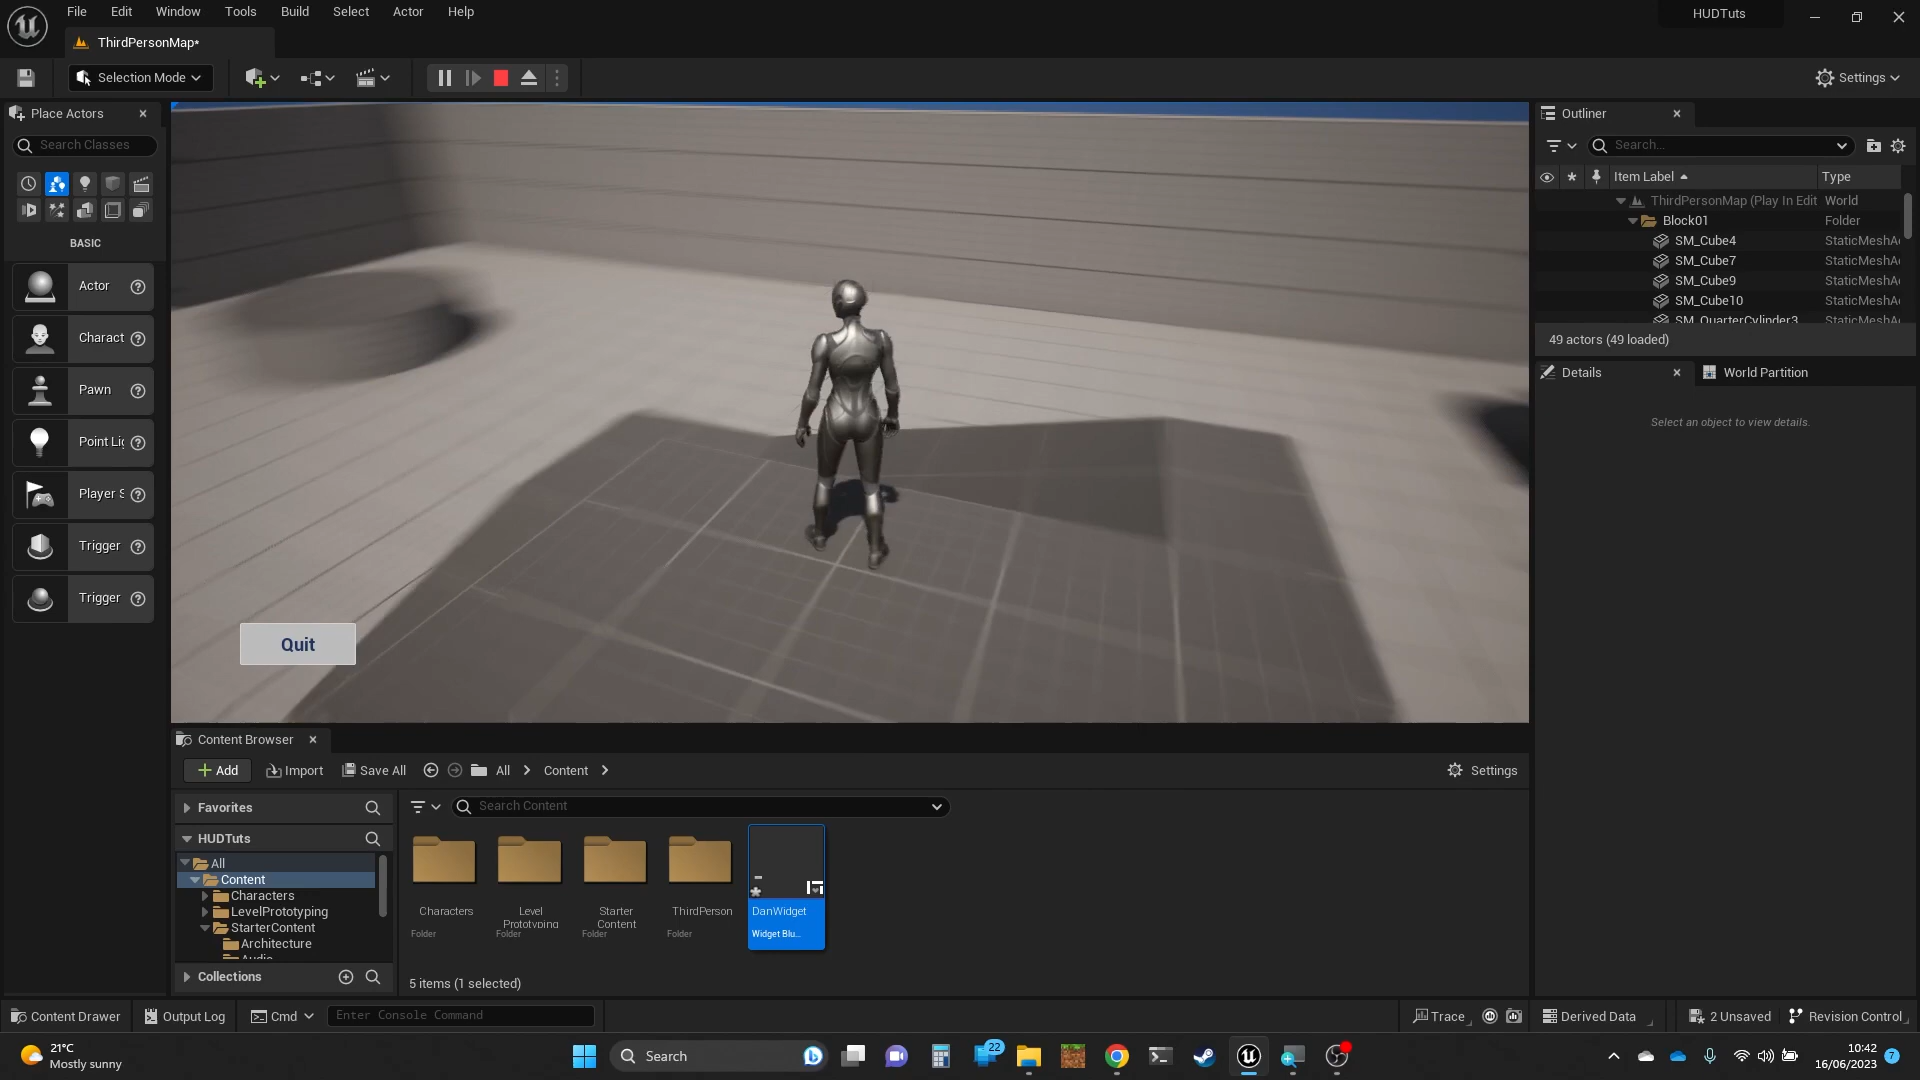 File Edit Window Tools Build Select Actor Help
HUDTuts
ThirdPersonMap*
Selection Mode
Settings
Place Actors
Search Classes
BASIC
Actor
Charact
Pawn
Point Lig
Player S
Trigger
Trigger
Quit
Outliner
Search...
Item Label Type
ThirdPersonMap (Play In Edit World
Block01 Folder
SM_Cube4 StaticMeshA
SM_Cube7 StaticMeshA
SM_Cube9 StaticMeshA
SM_Cube10 StaticMeshA
SM_QuarterCylinder3 StaticMeshA
49 actors (49 loaded)
Details World Partition
Select an object to view details.
Content Browser
Add Import Save All All Content Settings
Favorites
Search Content
HUDTuts
All
Content
Characters
LevelPrototyping
StarterContent
Architecture
Audio
Collections
Characters
Folder
Level
Prototyping
Folder
Starter
Content
Folder
ThirdPerson
Folder
DanWidget
Widget Blu...
5 items (1 selected)
Content Drawer Output Log Cmd Enter Console Command Trace Derived Data 2 Unsaved Revision Control
21°C
Mostly sunny
Search
22
10:42
16/06/2023
7